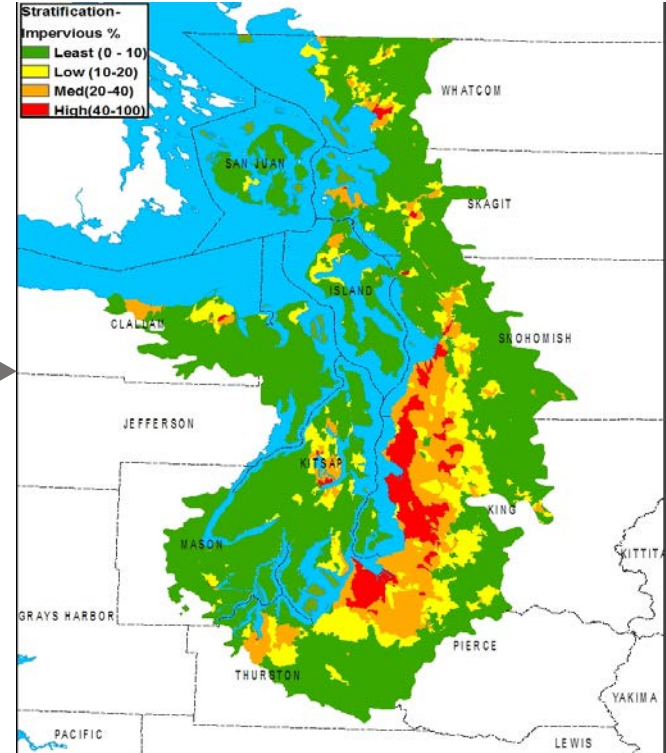 Stratification-
Impervious %
Least (0 - 10)
Low (10-20)
Med(20-40)
High(40-100)
WHATCOM
SAN JUAN
SKAGIT
ISLAND
CLALLAM
SNOHOMISH
JEFFERSON
KITSAP
KING
MASON
KITTITA
GRAYS HARBOR
PIERCE
THURSTON
YAKIMA
PACIFIC
LEWIS